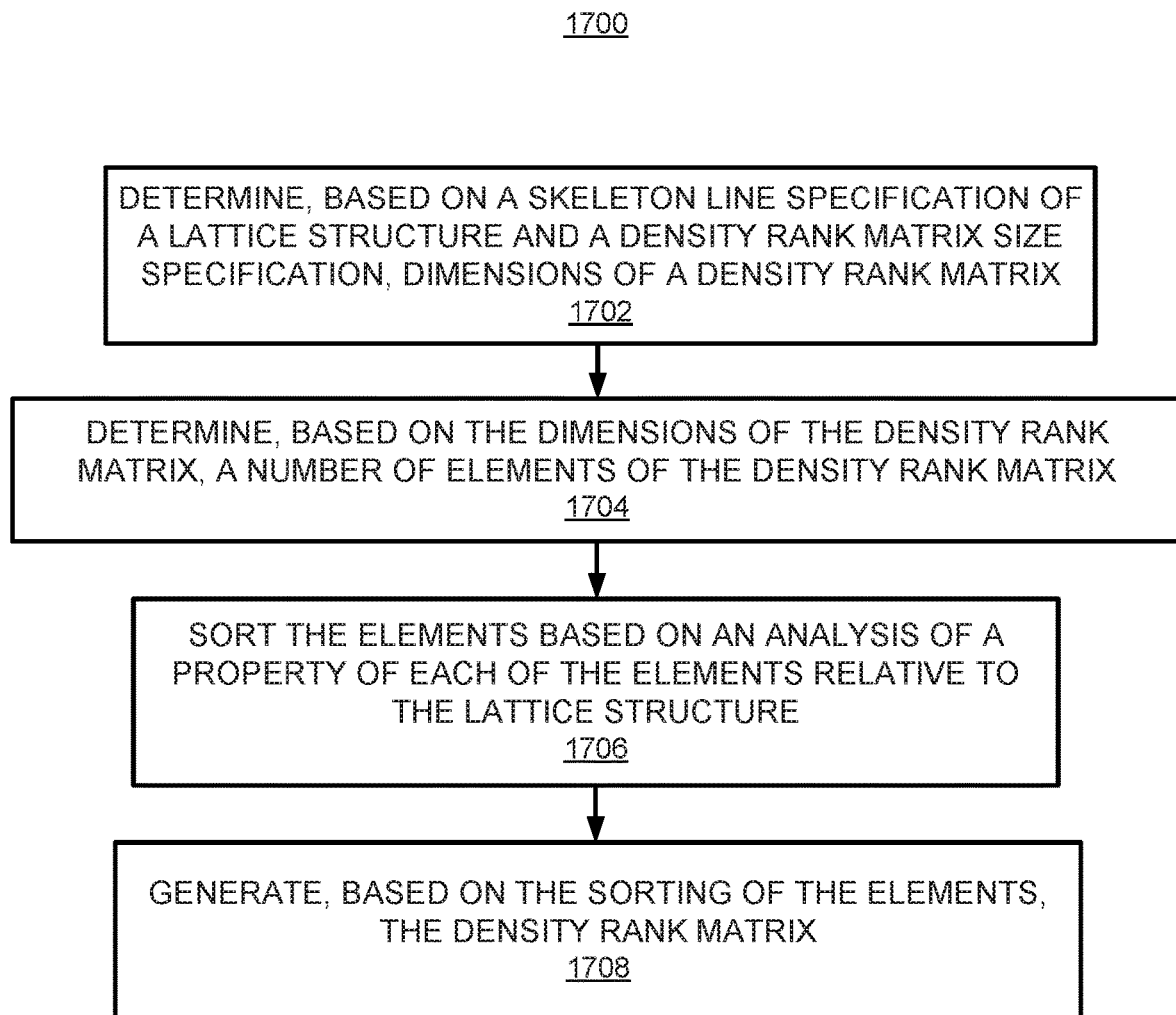 1700
DETERMINE, BASED ON A SKELETON LINE SPECIFICATION OF
A LATTICE STRUCTURE AND A DENSITY RANK MATRIX SIZE
SPECIFICATION, DIMENSIONS OF A DENSITY RANK MATRIX
1702
DETERMINE, BASED ON THE DIMENSIONS OF THE DENSITY RANK
MATRIX, A NUMBER OF ELEMENTS OF THE DENSITY RANK MATRIX
1704
SORT THE ELEMENTS BASED ON AN ANALYSIS OF A
PROPERTY OF EACH OF THE ELEMENTS RELATIVE TO
THE LATTICE STRUCTURE
1706
GENERATE, BASED ON THE SORTING OF THE ELEMENTS,
THE DENSITY RANK MATRIX
1708